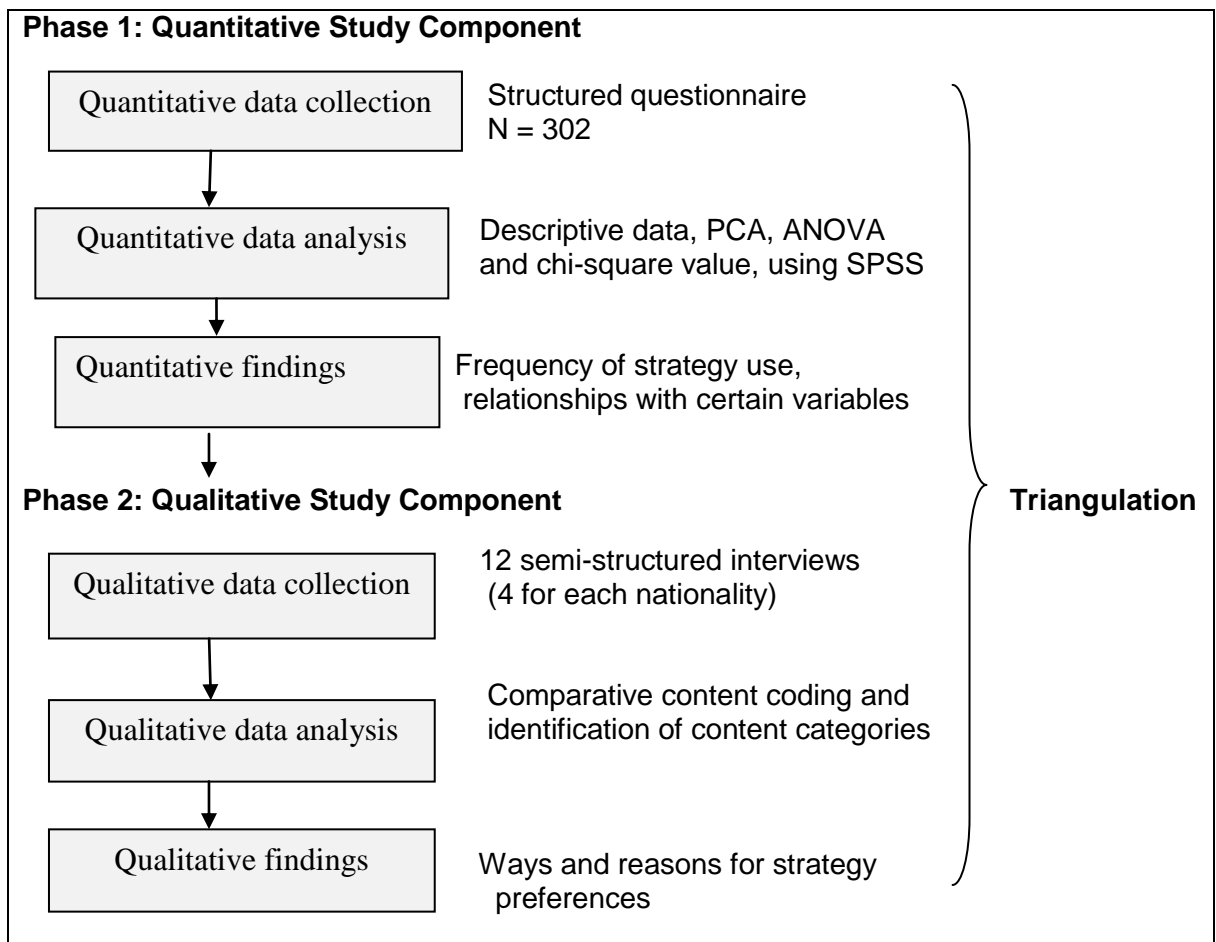 Phase 1: Quantitative Study Component
Quantitative data collection
Structured questionnaire
N = 302
Quantitative data analysis
Descriptive data, PCA, ANOVA
and chi-square value, using SPSS
Quantitative findings
Frequency of strategy use,
relationships with certain variables
Phase 2: Qualitative Study Component
Triangulation
Qualitative data collection
12 semi-structured interviews
(4 for each nationality)
Qualitative data analysis
Comparative content coding and
identification of content categories
Qualitative findings
Ways and reasons for strategy
preferences